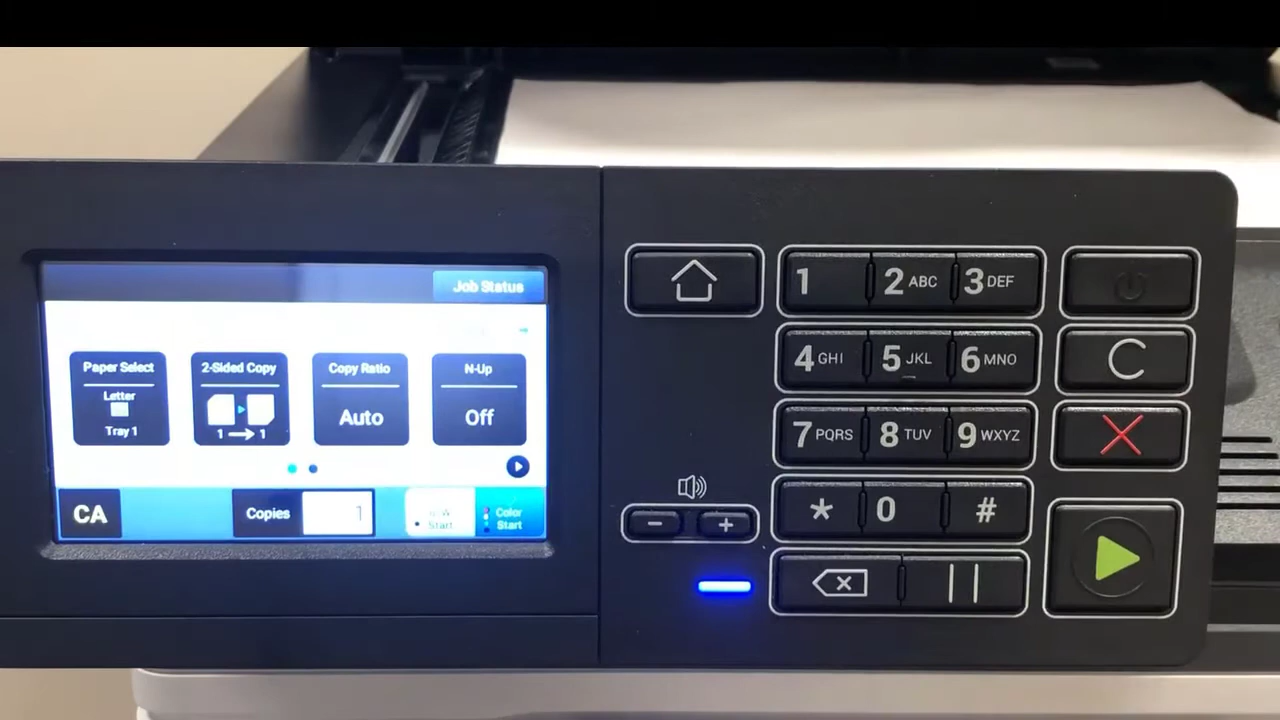 Job Status
Paper Select
Letter
Tray 1
2-Sided Copy
1 → 1
Copy Ratio
Auto
N-Up
Off
CA
Copies
1
Start
Color
Start
1
2 ABC
3 DEF
4 GHI
5 JKL
6 MNO
7 PQRS
8 TUV
9 WXYZ
*
0
#
C